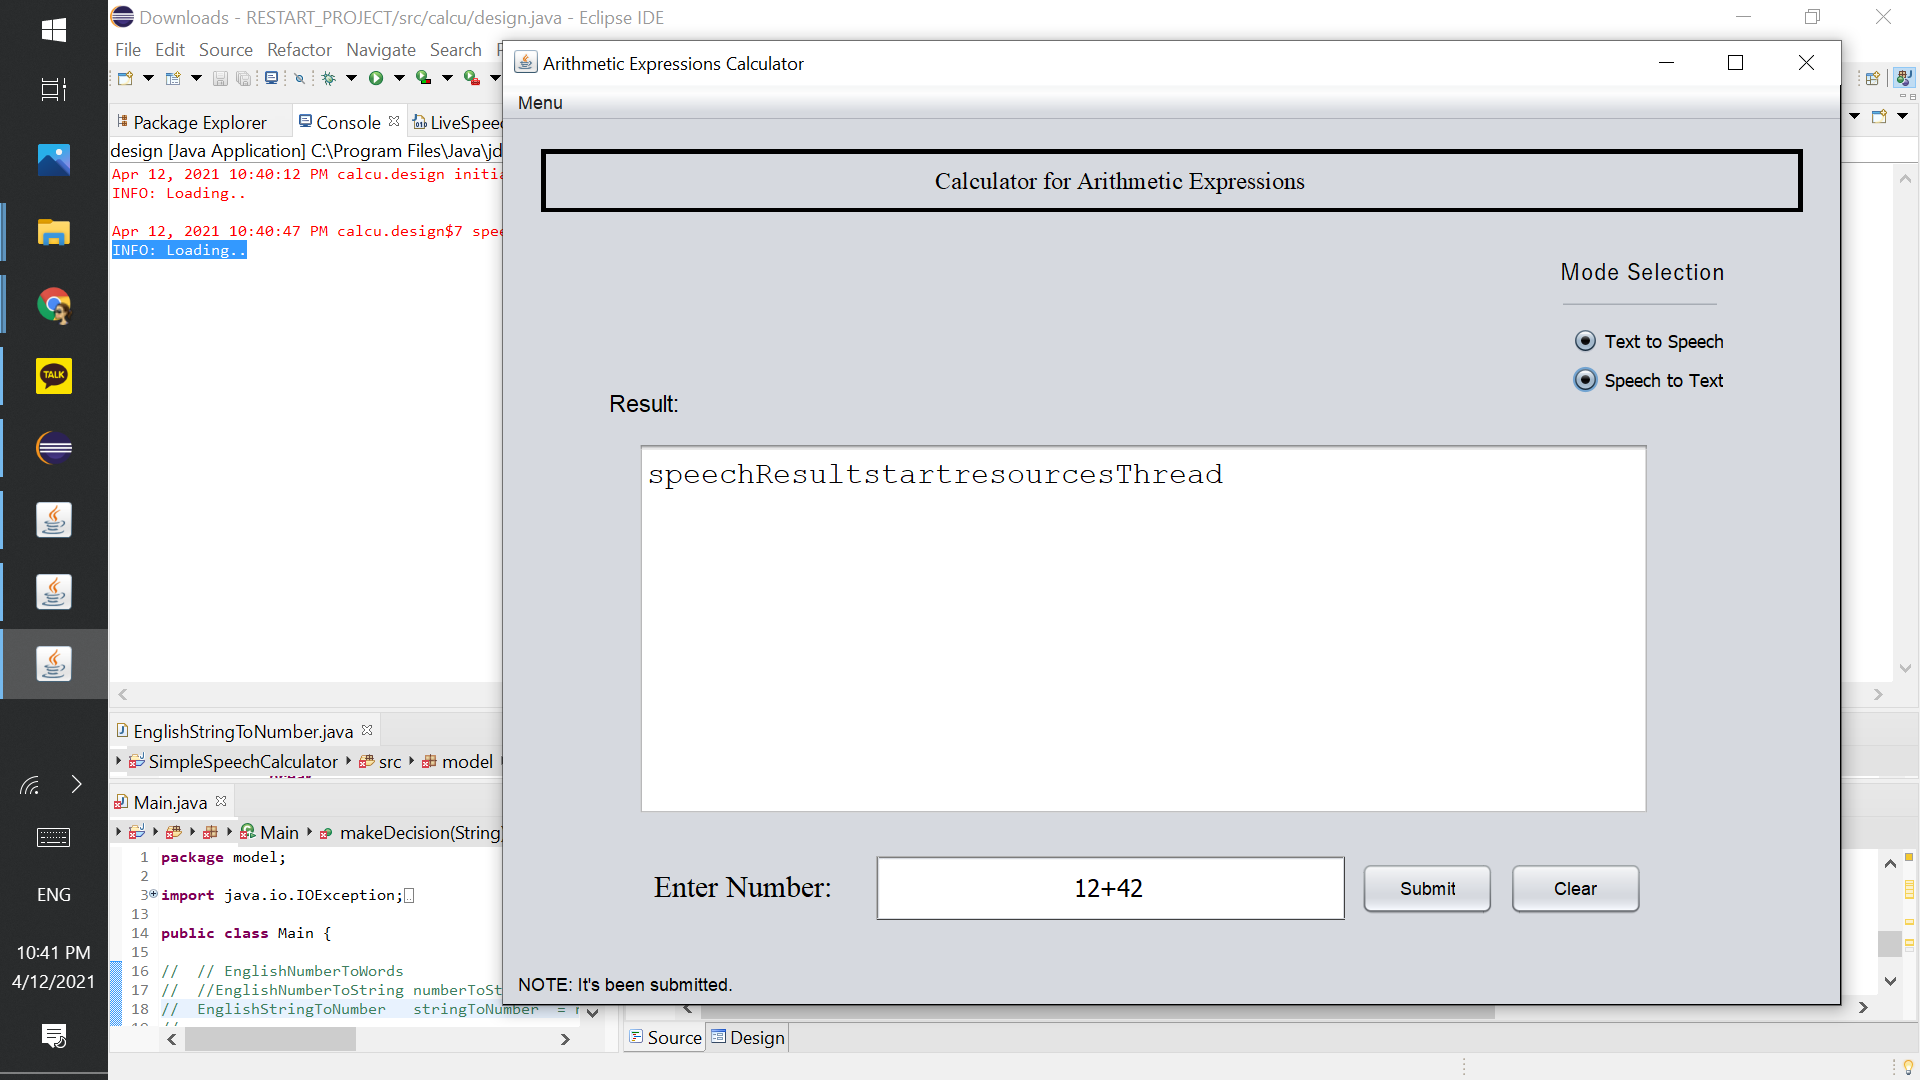 Downloads - RESTART_PROJECT/src/calcu/design.java - Eclipse IDE
File Edit Source Refactor Navigate Search
Package Explorer Console LiveSpee
design [Java Application] C:\Program Files\Java\jd
Apr 12, 2021 10:40:12 PM calcu.design initia
INFO: Loading..
Apr 12, 2021 10:40:47 PM calcu.design$7 spee
INFO: Loading..
TALK
Arithmetic Expressions Calculator
Menu
Calculator for Arithmetic Expressions
Mode Selection
Text to Speech
Speech to Text
Result:
speechResultstartresourcesThread
Enter Number: 12+42 Submit Clear
NOTE: It's been submitted.
EnglishStringToNumber.java
SimpleSpeechCalculator src model
Main.java
Main makeDecision(String)
1 package model;
2
3 import java.io.IOException;
13
14 public class Main {
15
16 // // EnglishNumberToWords
17 // //EnglishNumberToString numberToSt
18 // EnglishStringToNumber stringToNumber =
Source Design
ENG
10:41 PM
4/12/2021